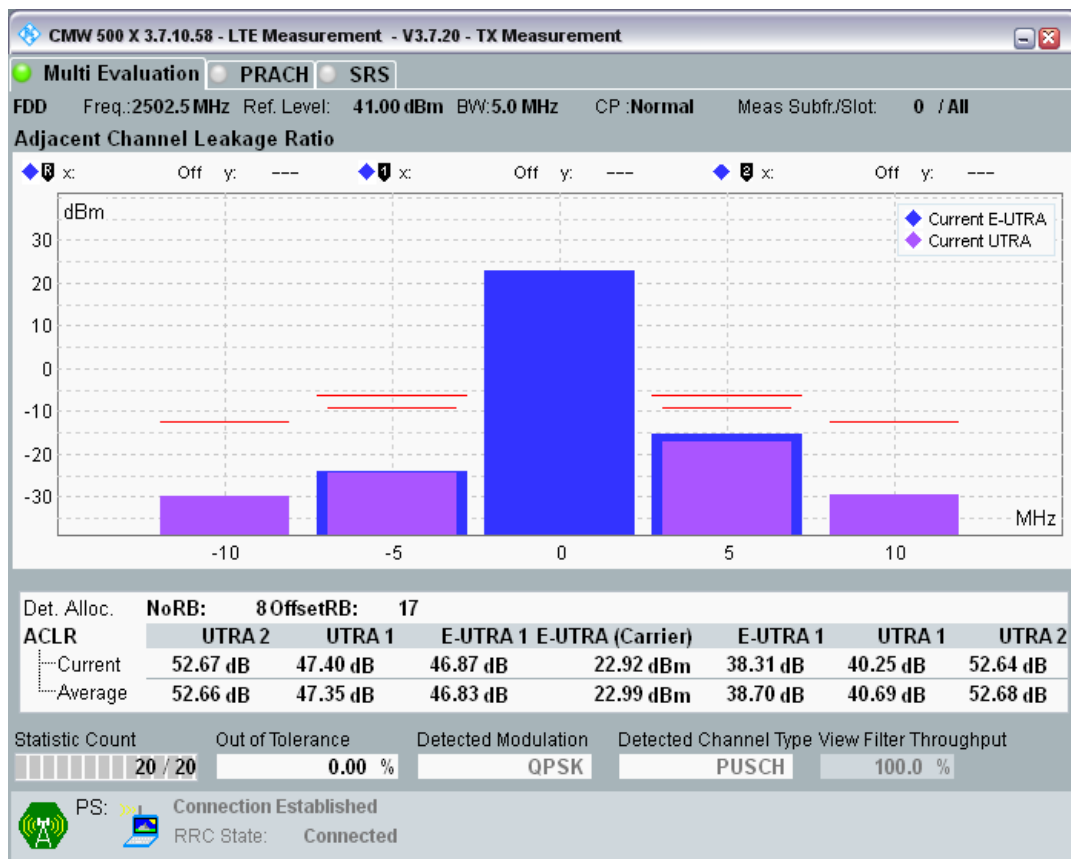 CMW 500 X 3.7.10.58 - LTE Measurement - V3.7.20 - TX Measurement
Multi Evaluation PRACH SRS
FDD Freq.:2502.5 MHz Ref. Level: 41.00 dBm BW:5.0 MHz CP :Normal Meas Subfr./Slot: 0 / All
Adjacent Channel Leakage Ratio
R x: Off y: --- 1 x: Off y: --- 2 x: Off y: ---
dBm
Current E-UTRA
Current UTRA
30
20
10
0
-10
-20
-30
MHz
-10 -5 0 5 10
Det. Alloc. NoRB: 8 OffsetRB: 17
ACLR UTRA 2 UTRA 1 E-UTRA 1 E-UTRA (Carrier) E-UTRA 1 UTRA 1 UTRA 2
Current 52.67 dB 47.40 dB 46.87 dB 22.92 dBm 38.31 dB 40.25 dB 52.64 dB
Average 52.66 dB 47.35 dB 46.83 dB 22.99 dBm 38.70 dB 40.69 dB 52.68 dB
Statistic Count Out of Tolerance Detected Modulation Detected Channel Type View Filter Throughput
20 / 20 0.00 % QPSK PUSCH 100.0 %
PS: Connection Established
RRC State: Connected